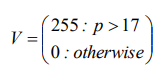 V = ( 255 : p > 17
0 : otherwise )